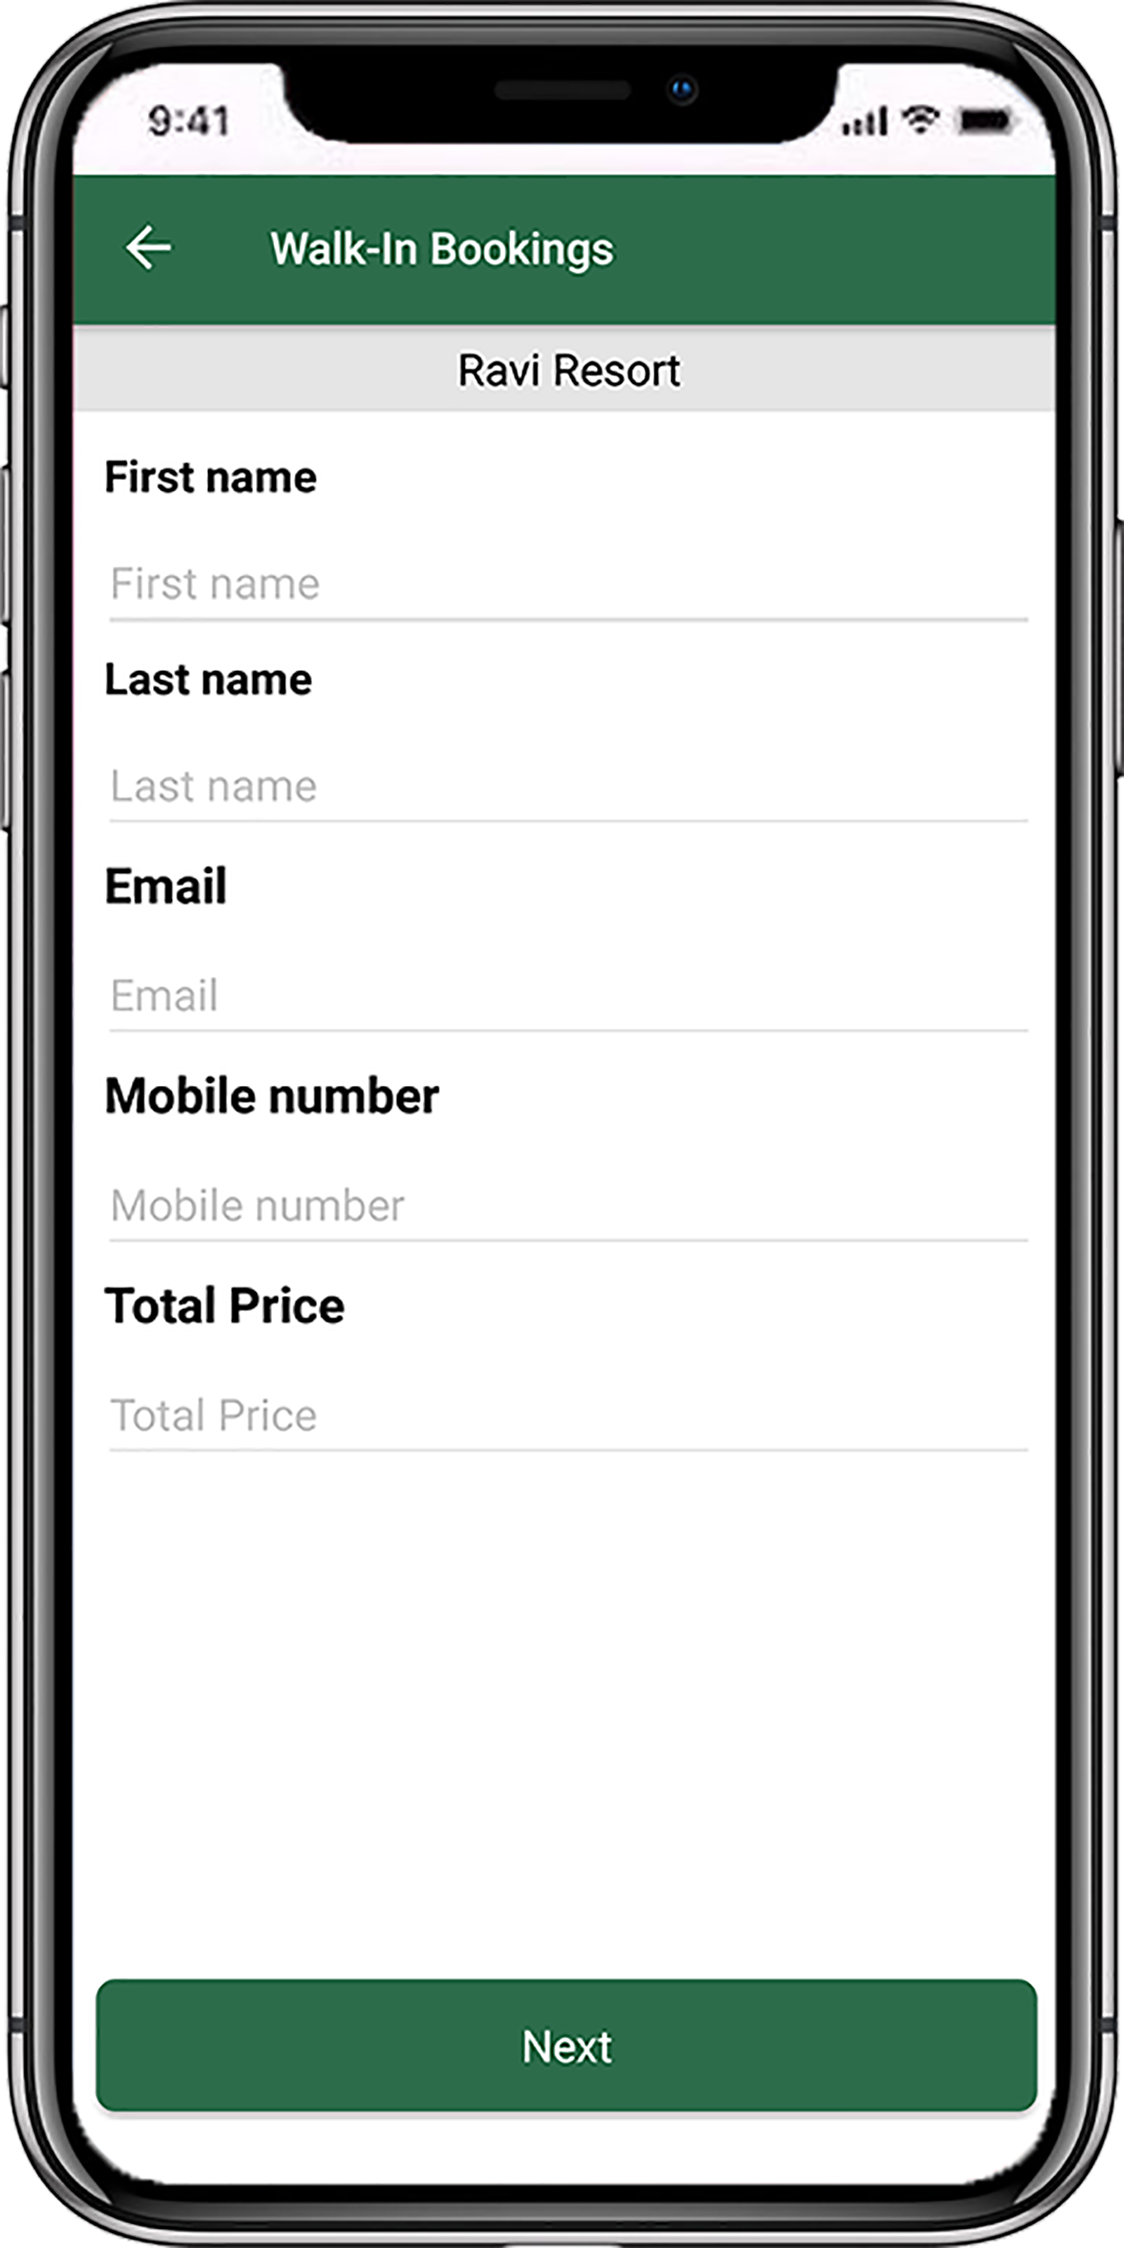 9:41
Walk-In Bookings
Ravi Resort
First name
First name
Last name
Last name
Email
Email
Mobile number
Mobile number
Total Price
Total Price
Next